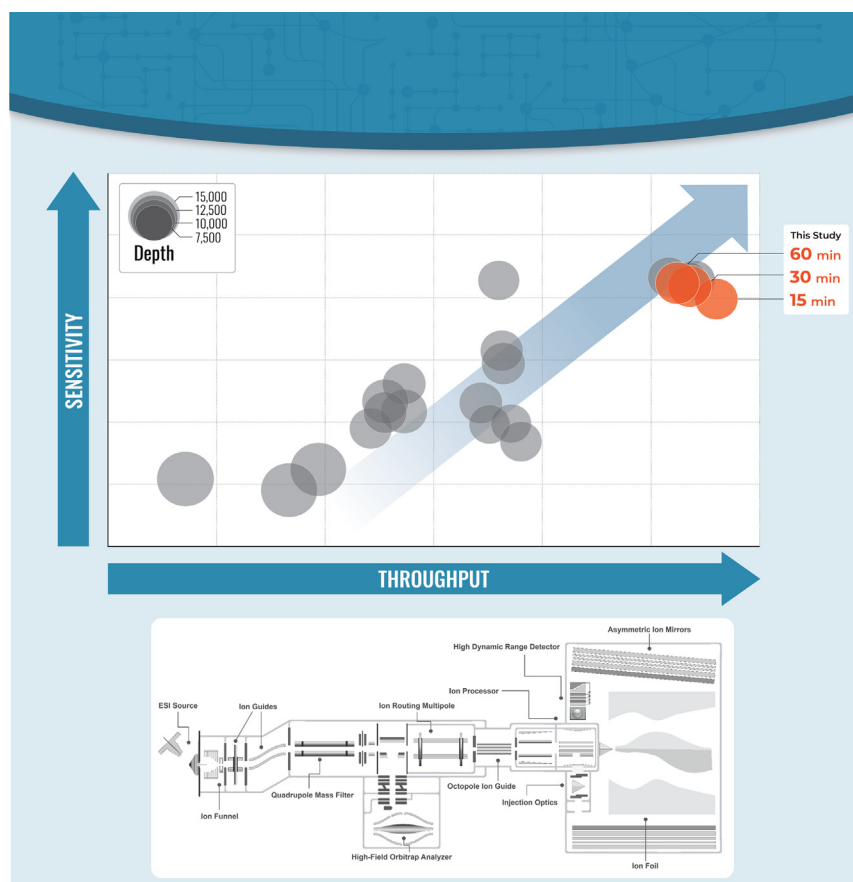 15,000
12,500
10,000
7,500
Depth
This Study
60 min
30 min
15 min
SENSITIVITY
THROUGHPUT
Asymmetric Ion Mirrors
High Dynamic Range Detector
Ion Processor
Ion Routing Multipole
ESI Source
Ion Guides
Quadrupole Mass Filter
Octopole Ion Guide
Injection Optics
Ion Funnel
High-Field Orbitrap Analyzer
Ion Foil